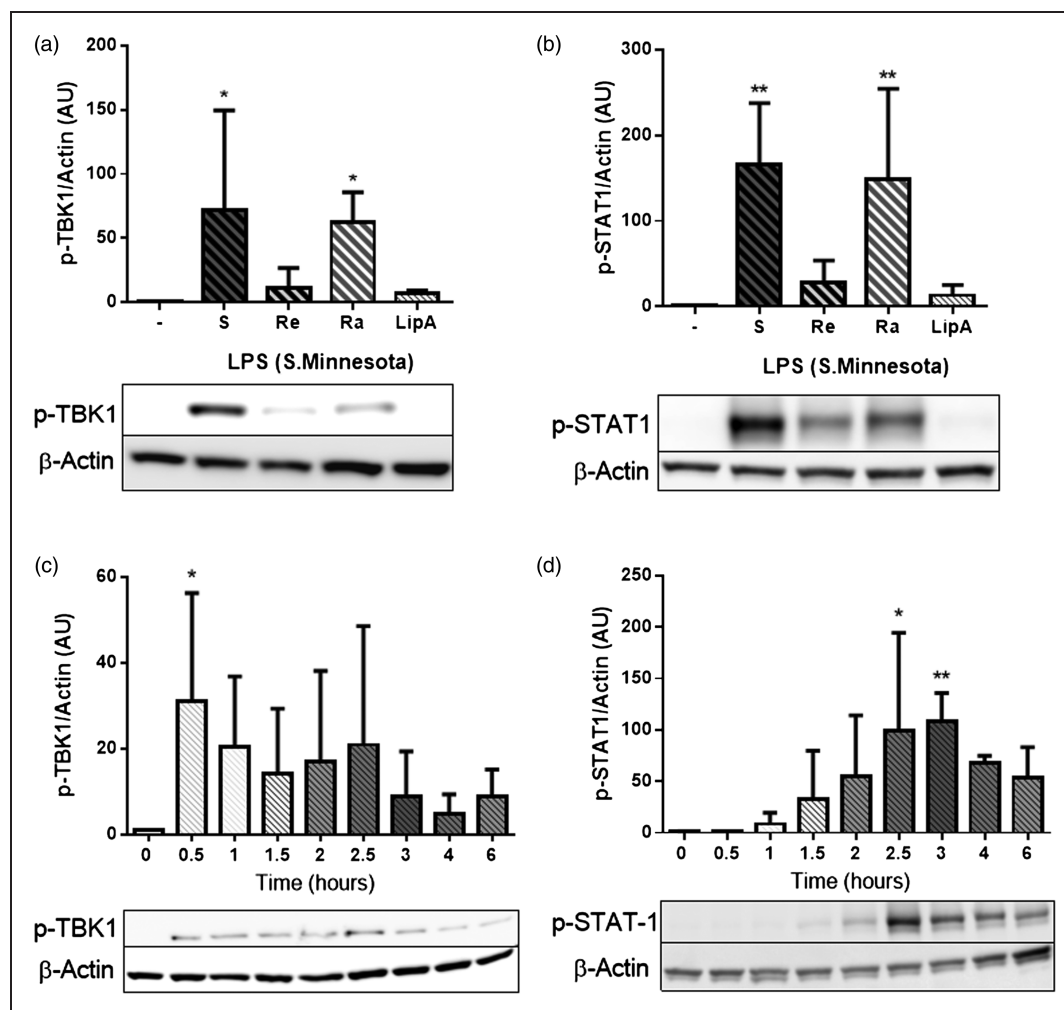 (a)
p-TBK1/Actin (AU)
200
150
100
50
0
*
*
- S Re Ra LipA
LPS (S.Minnesota)
p-TBK1
β-Actin
(b)
p-STAT1/Actin (AU)
300
200
100
0
**
**
- S Re Ra LipA
LPS (S.Minnesota)
p-STAT1
β-Actin
(c)
p-TBK1/Actin (AU)
60
40
20
0
*
0 0.5 1 1.5 2 2.5 3 4 6
Time (hours)
p-TBK1
β-Actin
(d)
p-STAT1/Actin (AU)
250
200
150
100
50
0
*
**
0 0.5 1 1.5 2 2.5 3 4 6
Time (hours)
p-STAT-1
β-Actin